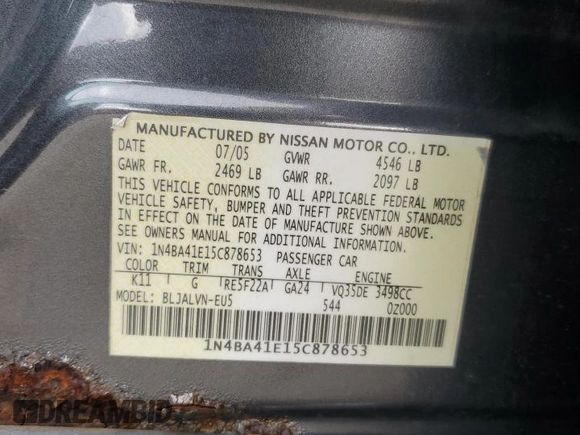 MANUFACTURED BY NISSAN MOTOR CO., LTD.
DATE 07/05 GVWR 4546 LB
GAWR FR. 2469 LB GAWR RR. 2097 LB
THIS VEHICLE CONFORMS TO ALL APPLICABLE FEDERAL MOTOR
VEHICLE SAFETY, BUMPER AND THEFT PREVENTION STANDARDS
IN EFFECT ON THE DATE OF MANUFACTURE SHOWN ABOVE.
SEE OWNERS MANUAL FOR ADDITIONAL INFORMATION.
VIN: 1N4BA41E15C878653 PASSENGER CAR
COLOR TRIM TRANS AXLE ENGINE
K11 G RE5F22A GA24 VQ35DE 3498CC
MODEL: BLJALVN-EU5 544 0Z000
1N4BA41E15C878653
DREAMBID